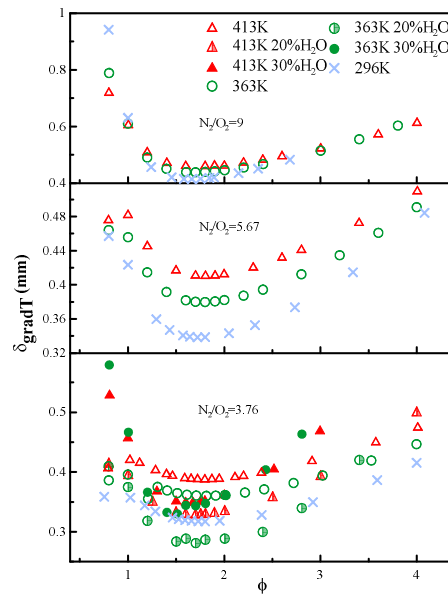 413K
363K 20%H₂O
413K 20%H₂O
363K 30%H₂O
413K 30%H₂O
296K
363K
N₂/O₂=9
N₂/O₂=5.67
N₂/O₂=3.76
0.4
0.6
0.8
1
0.32
0.36
0.40
0.44
0.48
0.3
0.4
0.5
1
2
3
4
δgradT (mm)
ϕ